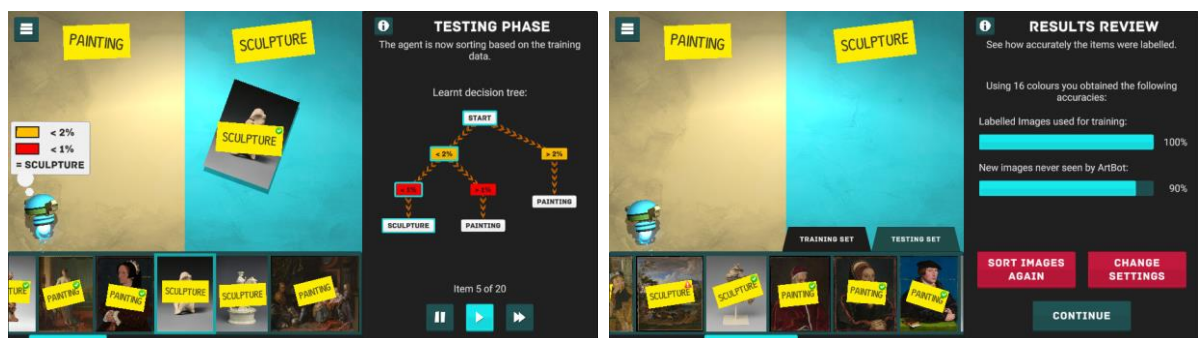 PAINTING
SCULPTURE
SCULPTURE
< 2%
< 1%
= SCULPTURE
PAINTING
SCULPTURE
SCULPTURE
PAINTING
TESTING PHASE
The agent is now sorting based on the training
data.
Learnt decision tree:
START
< 2%
> 2%
< 1%
> 1%
PAINTING
SCULPTURE
PAINTING
Item 5 of 20
PAINTING
SCULPTURE
TRAINING SET
TESTING SET
SCULPTURE
SCULPTURE
PAINTING
PAINTING
PAINTING
RESULTS REVIEW
See how accurately the items were labelled.
Using 16 colours you obtained the following
accuracies:
Labelled Images used for training:
100%
New images never seen by ArtBot:
90%
SORT IMAGES
AGAIN
CHANGE
SETTINGS
CONTINUE